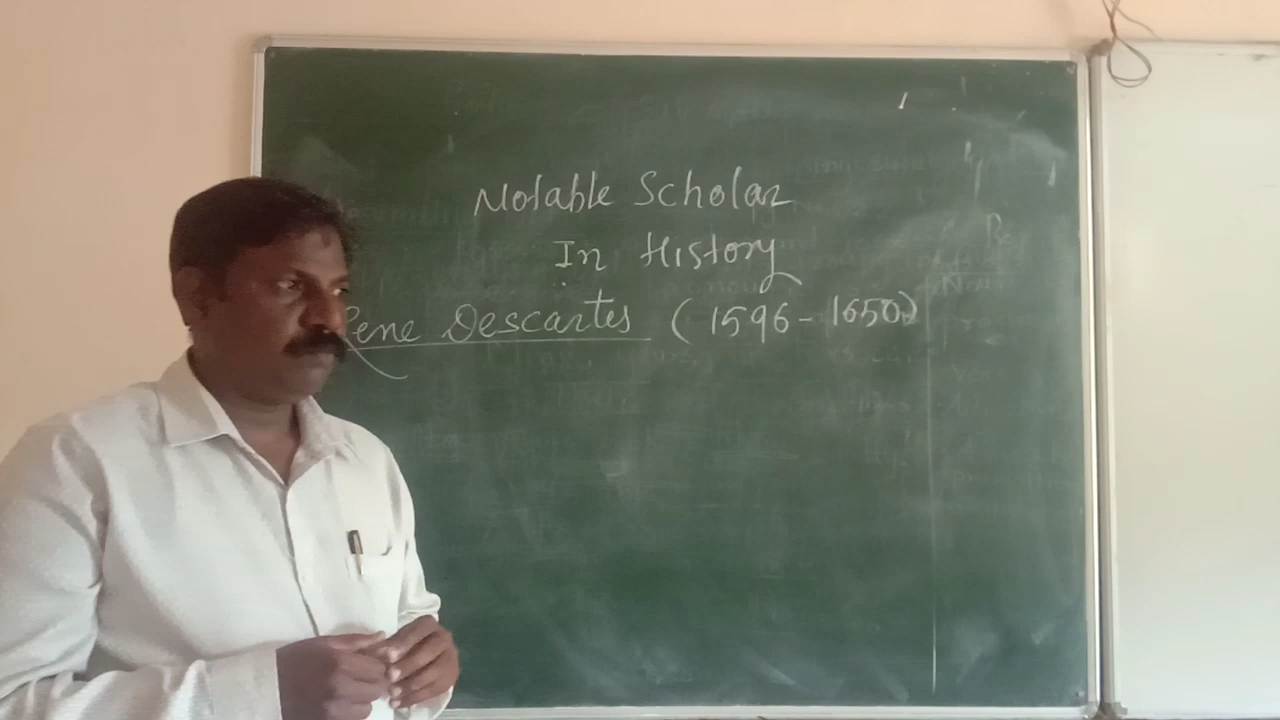 Notable Scholar
In History
Rene Descartes (1596-1650)